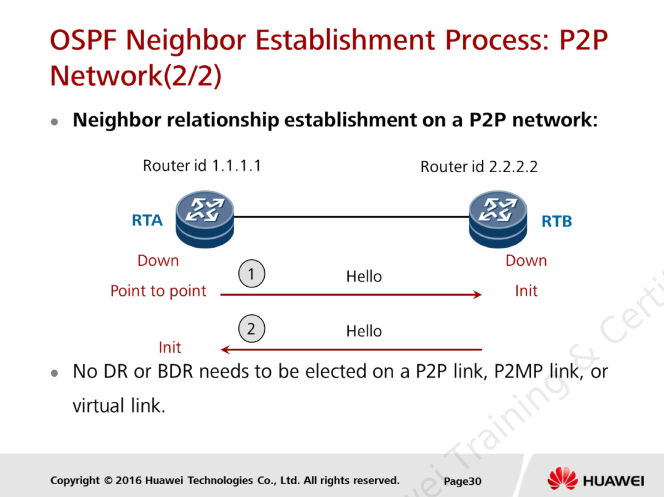 OSPF Neighbor Establishment Process: P2P
Network(2/2)
Neighbor relationship establishment on a P2P network:
Router id 1.1.1.1
Router id 2.2.2.2
RTA
RTB
Down
Down
1
Hello
Point to point
Init
2
Hello
Init
No DR or BDR needs to be elected on a P2P link, P2MP link, or
virtual link.
Training & Certi
Copyright © 2016 Huawei Technologies Co., Ltd. All rights reserved.
Page30
HUAWEI